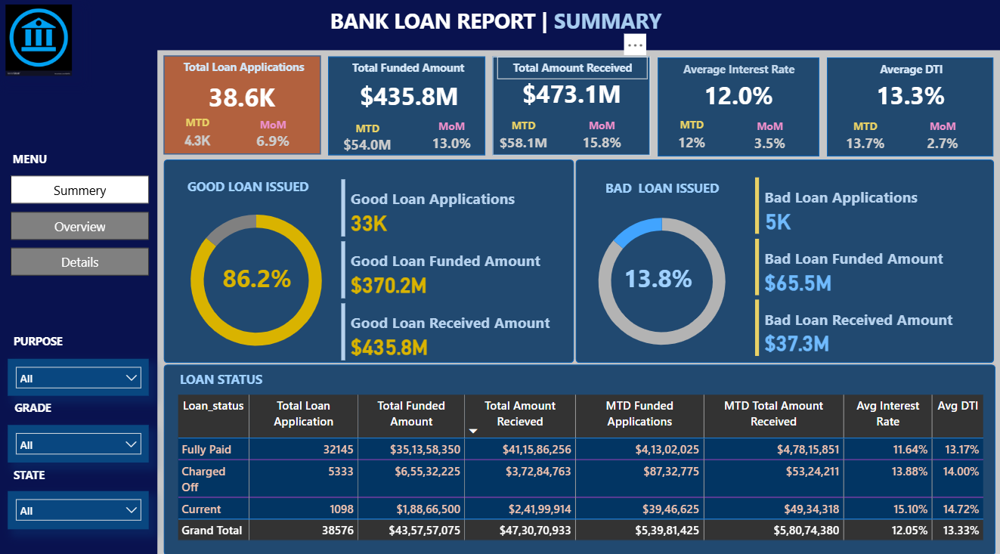 BANK LOAN REPORT | SUMMARY
Total Loan Applications
38.6K
MTD MoM
4.3K 6.9%
Total Funded Amount
$435.8M
MTD MoM
$54.0M 13.0%
Total Amount Received
$473.1M
MTD MoM
$58.1M 15.8%
Average Interest Rate
12.0%
MTD MoM
12% 3.5%
Average DTI
13.3%
MTD MoM
13.7% 2.7%
MENU
Summery
Overview
Details
PURPOSE
All
GRADE
All
STATE
All
GOOD LOAN ISSUED
86.2%
Good Loan Applications
33K
Good Loan Funded Amount
$370.2M
Good Loan Received Amount
$435.8M
BAD LOAN ISSUED
13.8%
Bad Loan Applications
5K
Bad Loan Funded Amount
$65.5M
Bad Loan Received Amount
$37.3M
LOAN STATUS
Loan_status Total Loan Application Total Funded Amount Total Amount Recieved MTD Funded Applications MTD Total Amount Received Avg Interest Rate Avg DTI
Fully Paid 32145 $35,13,58,350 $41,15,86,256 $4,13,02,025 $4,78,15,851 11.64% 13.17%
Charged Off 5333 $6,55,32,225 $3,72,84,763 $87,32,775 $53,24,211 13.88% 14.00%
Current 1098 $1,88,66,500 $2,41,99,914 $39,46,625 $49,34,318 15.10% 14.72%
Grand Total 38576 $43,57,57,075 $47,30,70,933 $5,39,81,425 $5,80,74,380 12.05% 13.33%